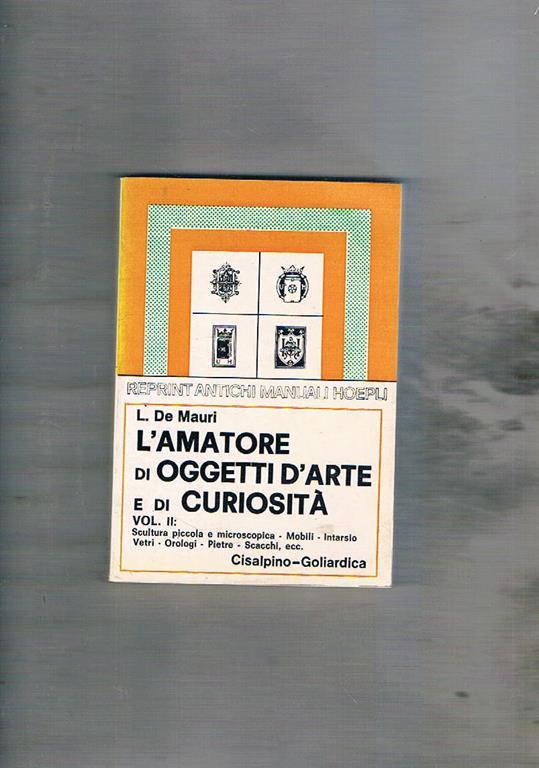 REPRINT ANTICHI MANUALI HOEPLI
L. De Mauri
L'AMATORE
DI OGGETTI D'ARTE
E DI CURIOSITÀ
VOL. II:
Scultura piccola e microscopica - Mobili - Intarsio
Vetri - Orologi - Pietre - Scacchi, ecc.
Cisalpino-Goliardica